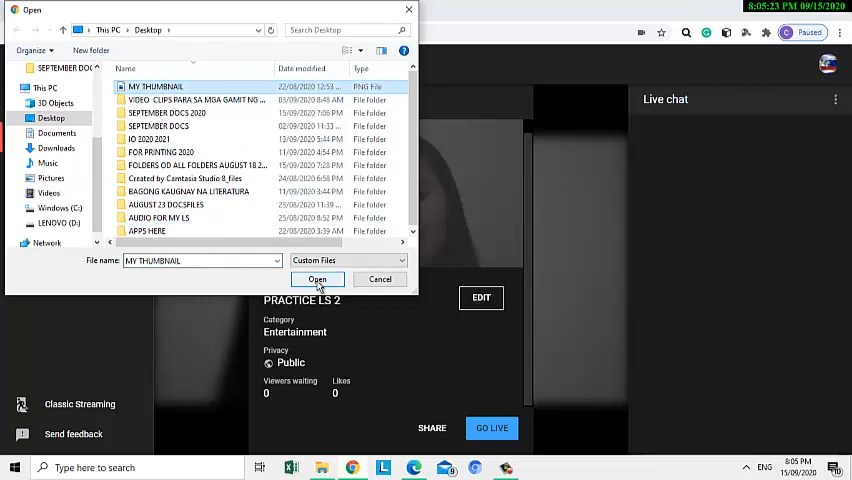 Open
8:05:23 PM 09/15/2020
This PC
Desktop
Search Desktop
Paused
Organize
New folder
Name
Date modified
Type
SEPTEMBER DOC
This PC
3D Objects
Desktop
Documents
Downloads
Music
Pictures
Videos
Windows (C:)
LENOVO (D:)
Network
MY THUMBNAIL 22/08/2020 12:53 ... PNG File
VIDEO CLIPS PARA SA MGA GAMIT NG ... 03/09/2020 8:48 AM File folder
SEPTEMBER DOCS 2020 15/09/2020 7:06 PM File folder
SEPTEMBER DOCS 02/09/2020 11:33 ... File folder
IO 2020 2021 13/09/2020 5:44 PM File folder
FOR PRINTING 2020 11/09/2020 4:54 PM File folder
FOLDERS OD ALL FOLDERS AUGUST 18 2... 15/09/2020 7:28 PM File folder
Created by Camtasia Studio 8_files 24/08/2020 6:58 PM File folder
BAGONG KAUGNAY NA LITERATURA 11/09/2020 3:44 PM File folder
AUGUST 23 DOCSFILES 23/08/2020 11:39 ... File folder
AUDIO FOR MY LS 25/08/2020 8:52 PM File folder
APPS HERE 22/08/2020 3:39 AM File folder
File name:
MY THUMBNAIL
Custom Files
Open
Cancel
Live chat
PRACTICE LS 2
EDIT
Category
Entertainment
Privacy
Public
Viewers waiting
Likes
0
0
Classic Streaming
Send feedback
SHARE
GO LIVE
Type here to search
9
ENG
8:05 PM
15/09/2020
10